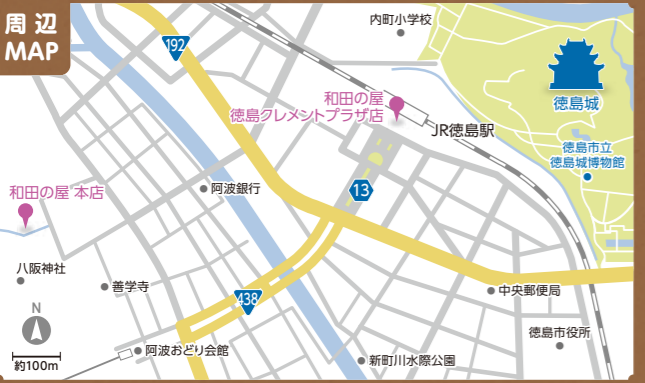 周辺
MAP
192
内町小学校
徳島城
和田の屋
徳島クレメントプラザ店
JR徳島駅
徳島市立
徳島城博物館
13
阿波銀行
和田の屋 本店
八阪神社
善学寺
438
中央郵便局
N
約100m
阿波おどり会館
新町川水際公園
徳島市役所